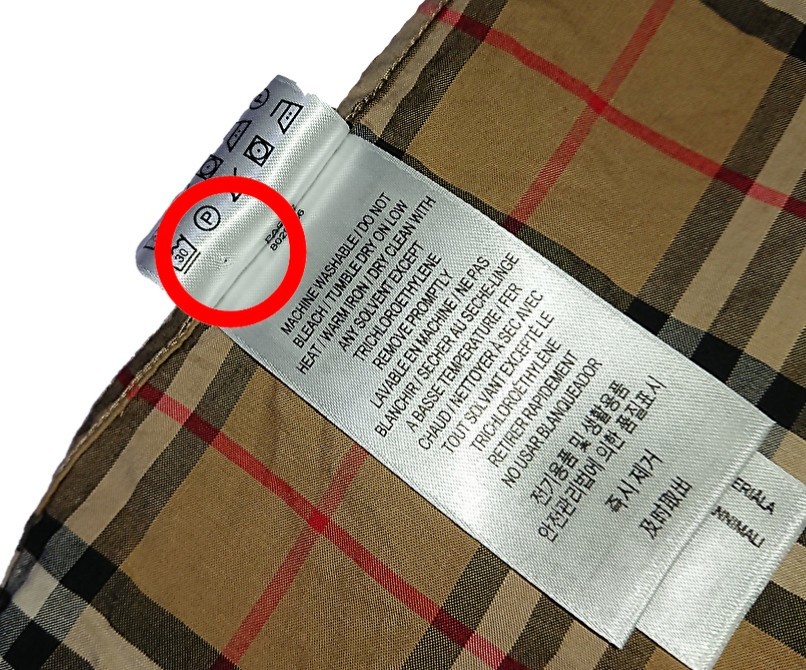 30
P
MACHINE WASHABLE / DO NOT
BLEACH / TUMBLE DRY ON LOW
HEAT / WARM IRON / DRY CLEAN WITH
ANY SOLVENT EXCEPT
TRICHLOROETHYLENE
REMOVE PROMPTLY
LAVABLE EN MACHINE / NE PAS
BLANCHIR / SECHER AU SECHE-LINGE
A BASSE TEMPERATURE / FER
CHAUD / NETTOYER A SEC AVEC
TOUT SOLVANT EXCEPTÉ LE
TRICHLOROETHYLÈNE
RETIRER RAPIDEMENT
NO USAR BLANQUEADOR
전기용품 및 생활용품
안전관리법에 의한 품질표시
즉시 제거
及时取出